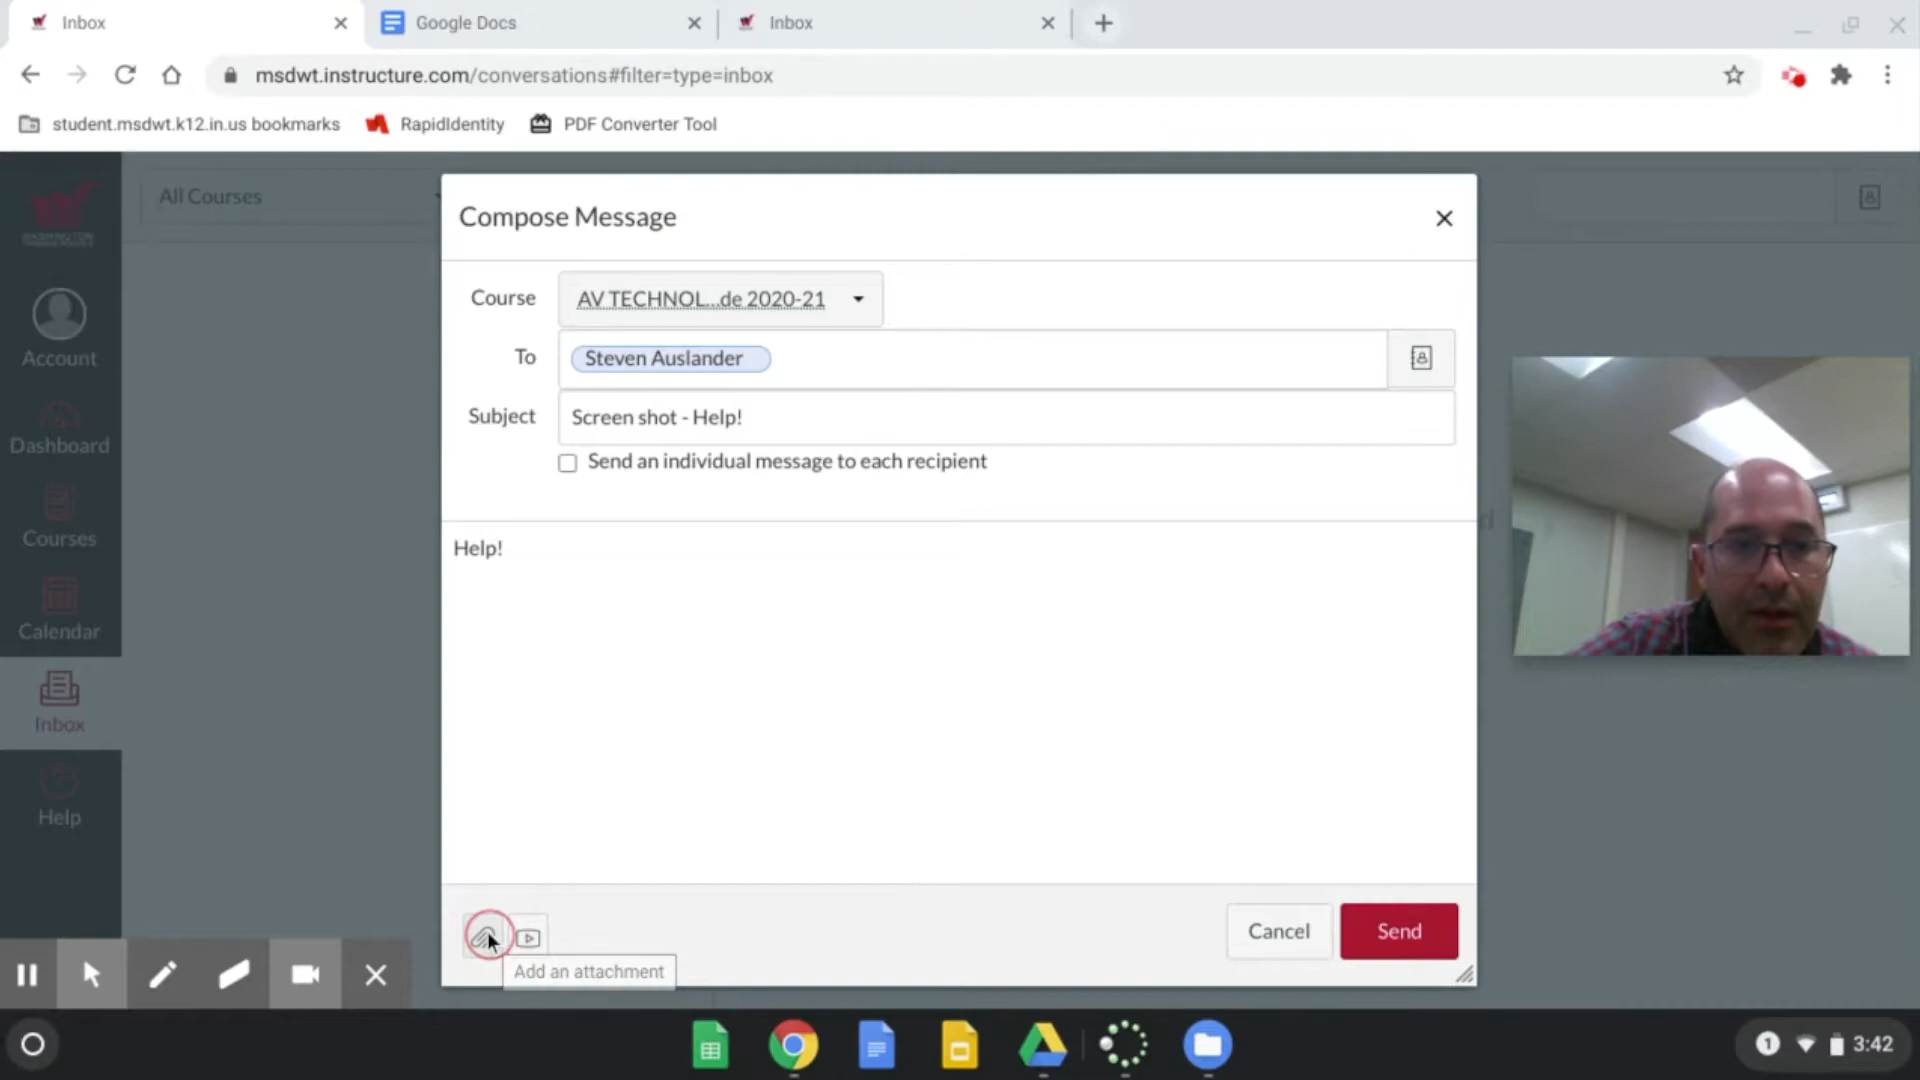 Inbox
Google Docs
Inbox
msdwt.instructure.com/conversations#filter=type=inbox
student.msdwt.k12.in.us bookmarks
RapidIdentity
PDF Converter Tool
All Courses
Compose Message
Course
AV TECHNOL...de 2020-21
To
Steven Auslander
Subject
Screen shot - Help!
Send an individual message to each recipient
Help!
Account
Dashboard
Courses
Calendar
Inbox
Help
Cancel
Send
Add an attachment
1
3:42